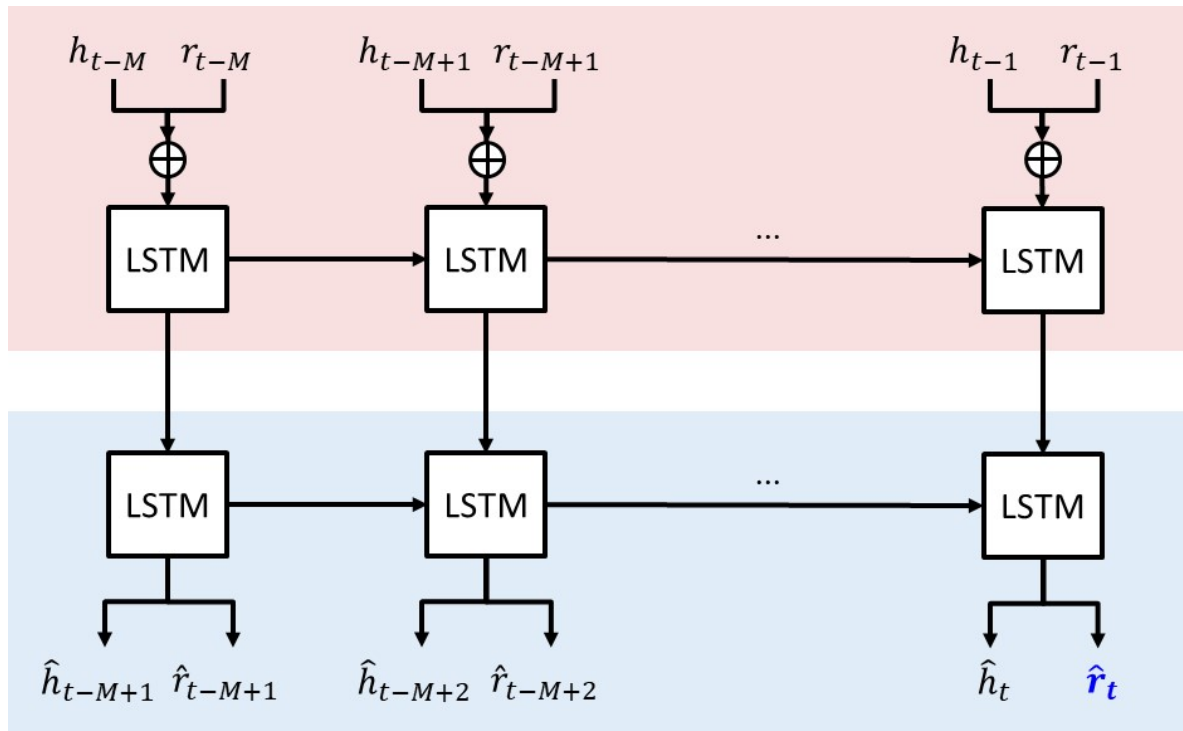 h_{t−M} r_{t−M} h_{t−M+1} r_{t−M+1} h_{t−1} r_{t−1}
LSTM LSTM ... LSTM
LSTM LSTM ... LSTM
ĥ_{t−M+1} r̂_{t−M+1} ĥ_{t−M+2} r̂_{t−M+2} ĥ_t r̂_t